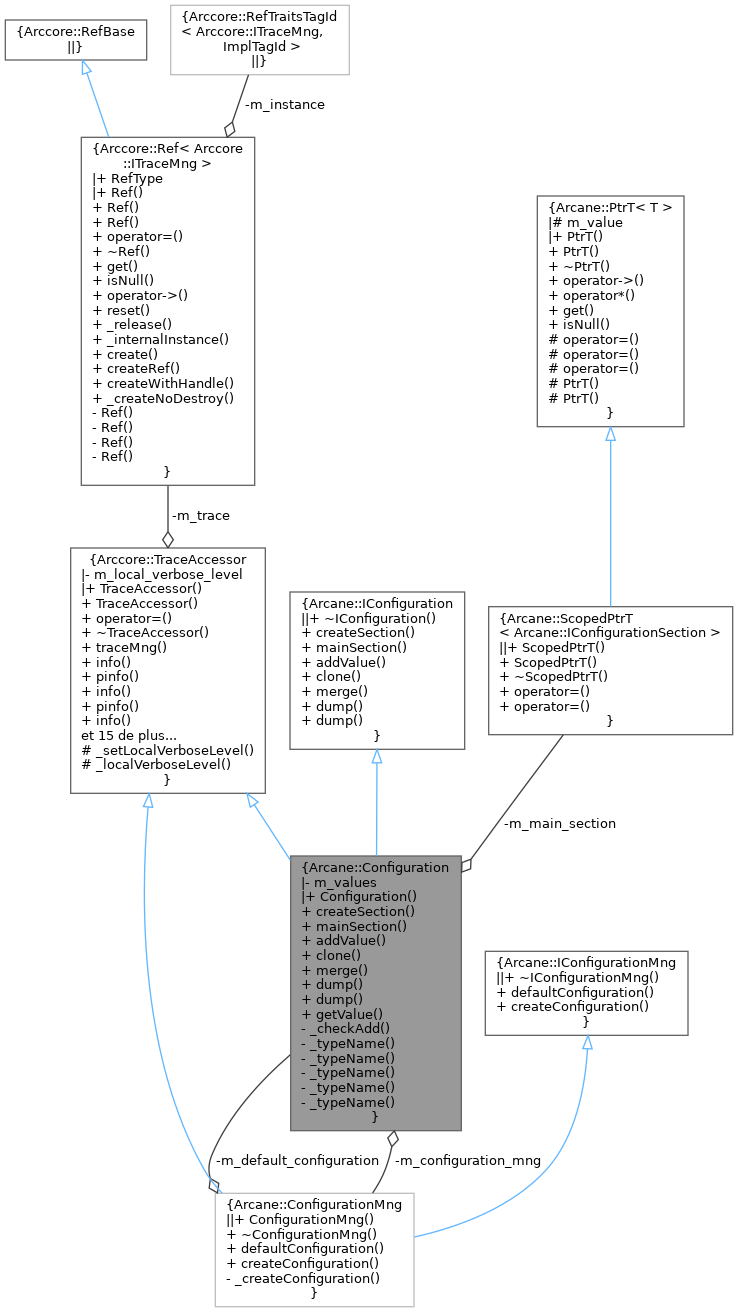 {Arccore::RefBase
||}
{Arccore::RefTraitsTagId
< Arccore::ITraceMng,
ImplTagId >
||}
-m_instance
{Arccore::Ref< Arccore
::ITraceMng >
|+ RefType
|+ Ref()
+ Ref()
+ Ref()
+ operator=()
+ ~Ref()
+ get()
+ isNull()
+ operator->()
+ reset()
+ _release()
+ _internalInstance()
+ create()
+ createRef()
+ createWithHandle()
+ _createNoDestroy()
- Ref()
- Ref()
- Ref()
- Ref()
}
{Arcane::PtrT< T >
|# m_value
|+ PtrT()
+ PtrT()
+ ~PtrT()
+ operator->()
+ operator*()
+ get()
+ isNull()
# operator=()
# operator=()
# operator=()
# PtrT()
# PtrT()
}
-m_trace
{Arccore::TraceAccessor
|- m_local_verbose_level
|+ TraceAccessor()
+ TraceAccessor()
+ operator=()
+ ~TraceAccessor()
+ traceMng()
+ info()
+ pinfo()
+ info()
+ pinfo()
+ info()
et 15 de plus...
# _setLocalVerboseLevel()
# _localVerboseLevel()
}
{Arcane::IConfiguration
||+ ~IConfiguration()
+ createSection()
+ mainSection()
+ addValue()
+ clone()
+ merge()
+ dump()
+ dump()
}
{Arcane::ScopedPtrT
< Arcane::IConfigurationSection >
||+ ScopedPtrT()
+ ScopedPtrT()
+ ~ScopedPtrT()
+ operator=()
+ operator=()
}
-m_main_section
{Arcane::Configuration
|- m_values
|+ Configuration()
+ createSection()
+ mainSection()
+ addValue()
+ clone()
+ merge()
+ dump()
+ dump()
+ getValue()
- _checkAdd()
- _typeName()
- _typeName()
- _typeName()
- _typeName()
- _typeName()
}
{Arcane::IConfigurationMng
||+ ~IConfigurationMng()
+ defaultConfiguration()
+ createConfiguration()
}
-m_default_configuration
-m_configuration_mng
{Arcane::ConfigurationMng
||+ ConfigurationMng()
+ ~ConfigurationMng()
+ defaultConfiguration()
+ createConfiguration()
- _createConfiguration()
}